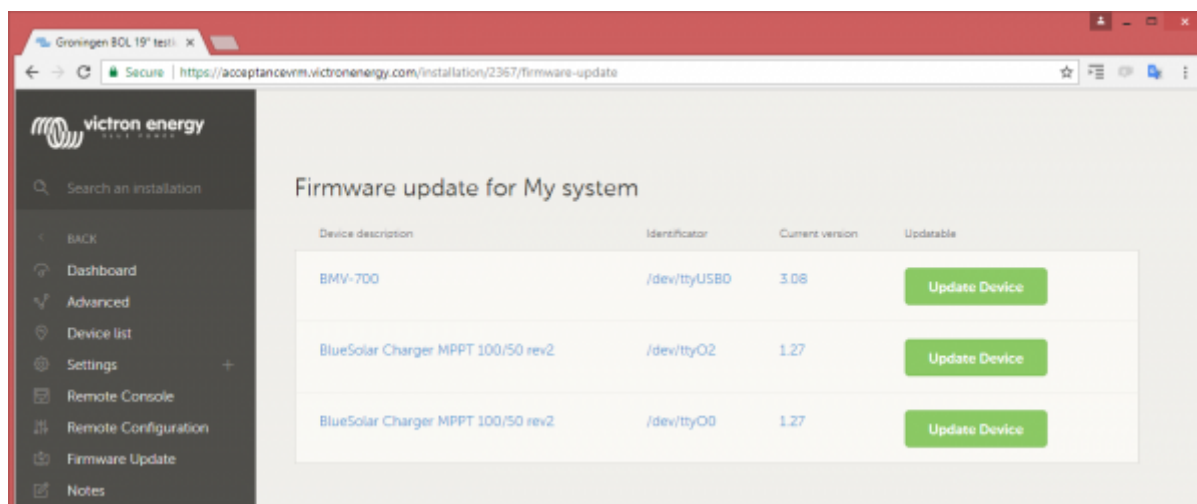 Groningen BOL 19" testi
Secure | https://acceptancevrm.victronenergy.com/installation/2367/firmware-update
victron energy
BLUE POWER
Search an installation
Firmware update for My system
BACK
Device description Identificator Current version Updatable
Dashboard
BMV-700 /dev/ttyUSB0 3.08 Update Device
Advanced
Device list
BlueSolar Charger MPPT 100/50 rev2 /dev/ttyO2 1.27 Update Device
Settings
Remote Console
Remote Configuration
BlueSolar Charger MPPT 100/50 rev2 /dev/ttyO0 1.27 Update Device
Firmware Update
Notes